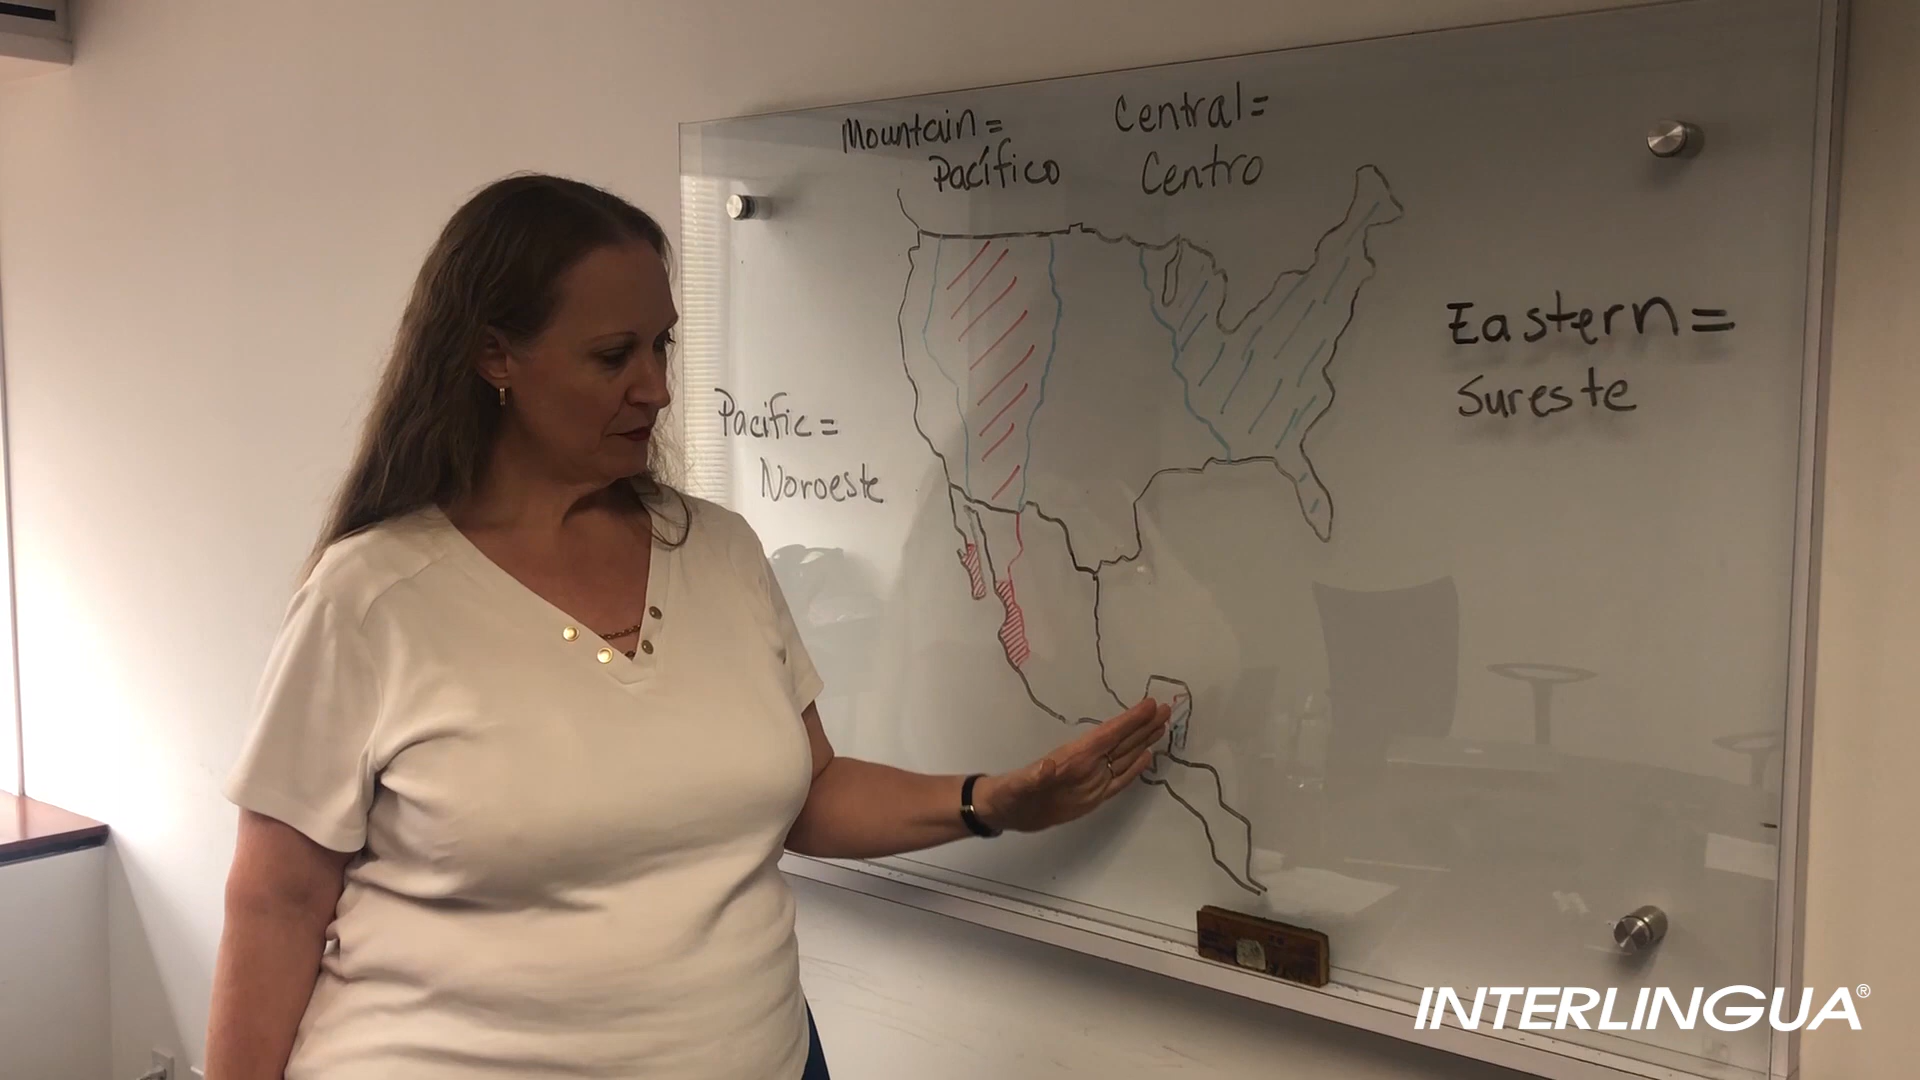 Mountain =
Pacífico
Central =
Centro
Pacific =
Noroeste
Eastern =
Sureste
INTERLINGUA®